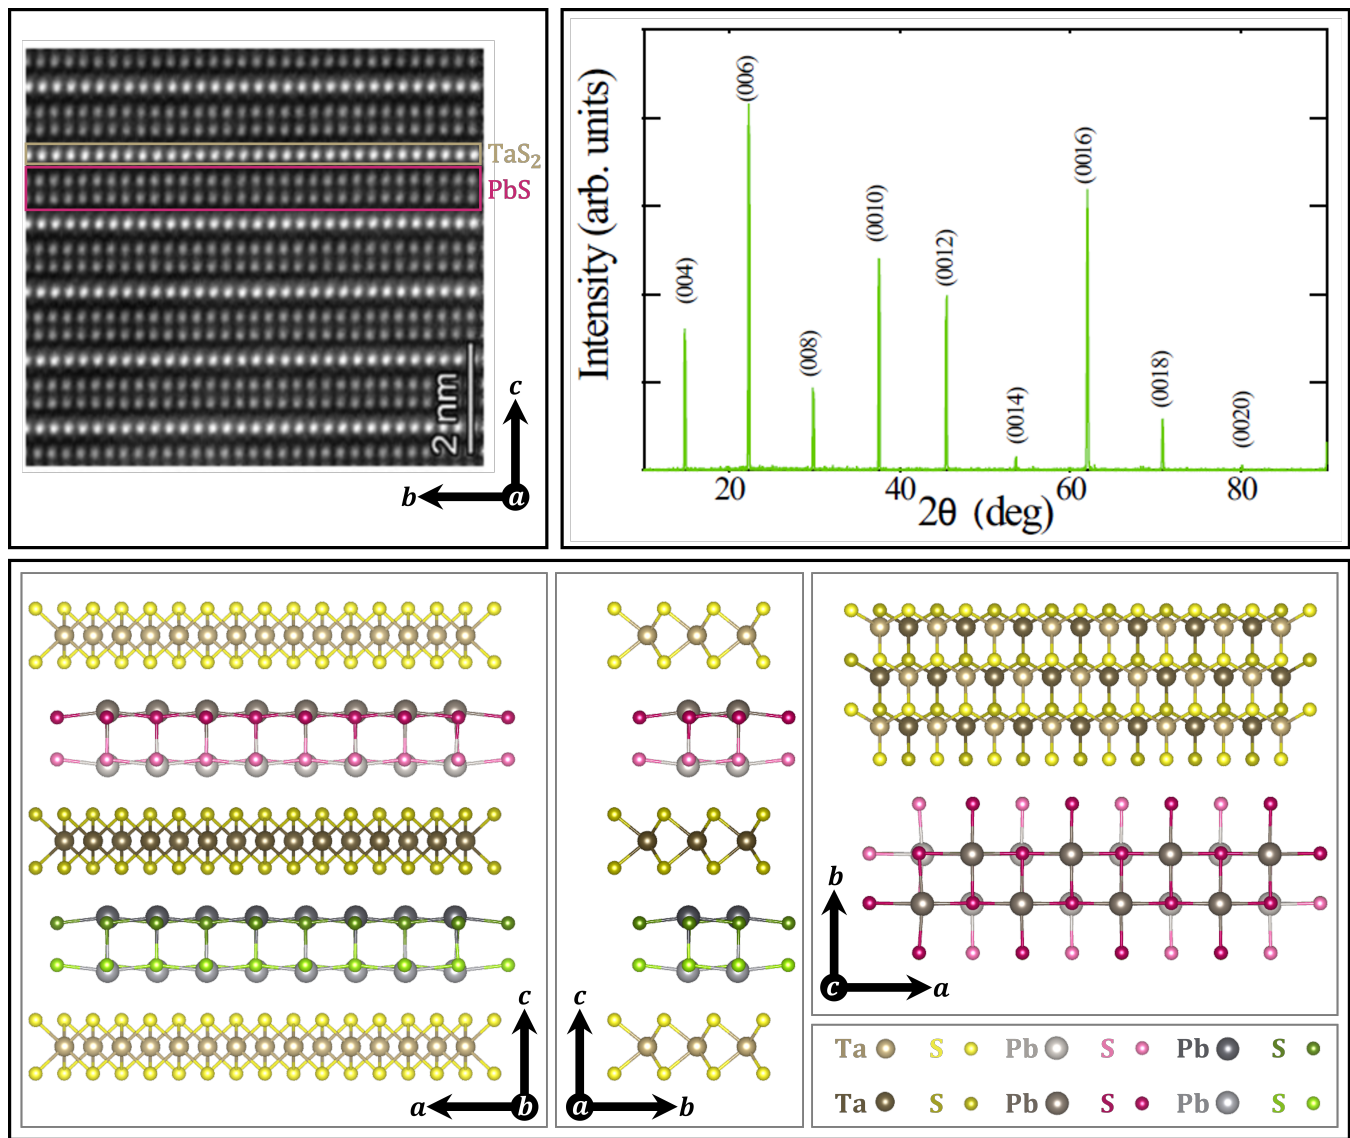 TaS₂
PbS
2 nm
c
b a
Intensity (arb. units)
(004)
(006)
(008)
(0010)
(0012)
(0014)
(0016)
(0018)
(0020)
20 40 60 80
2θ (deg)
c
a b
c
a b
b
c a
Ta S Pb S Pb S
Ta S Pb S Pb S